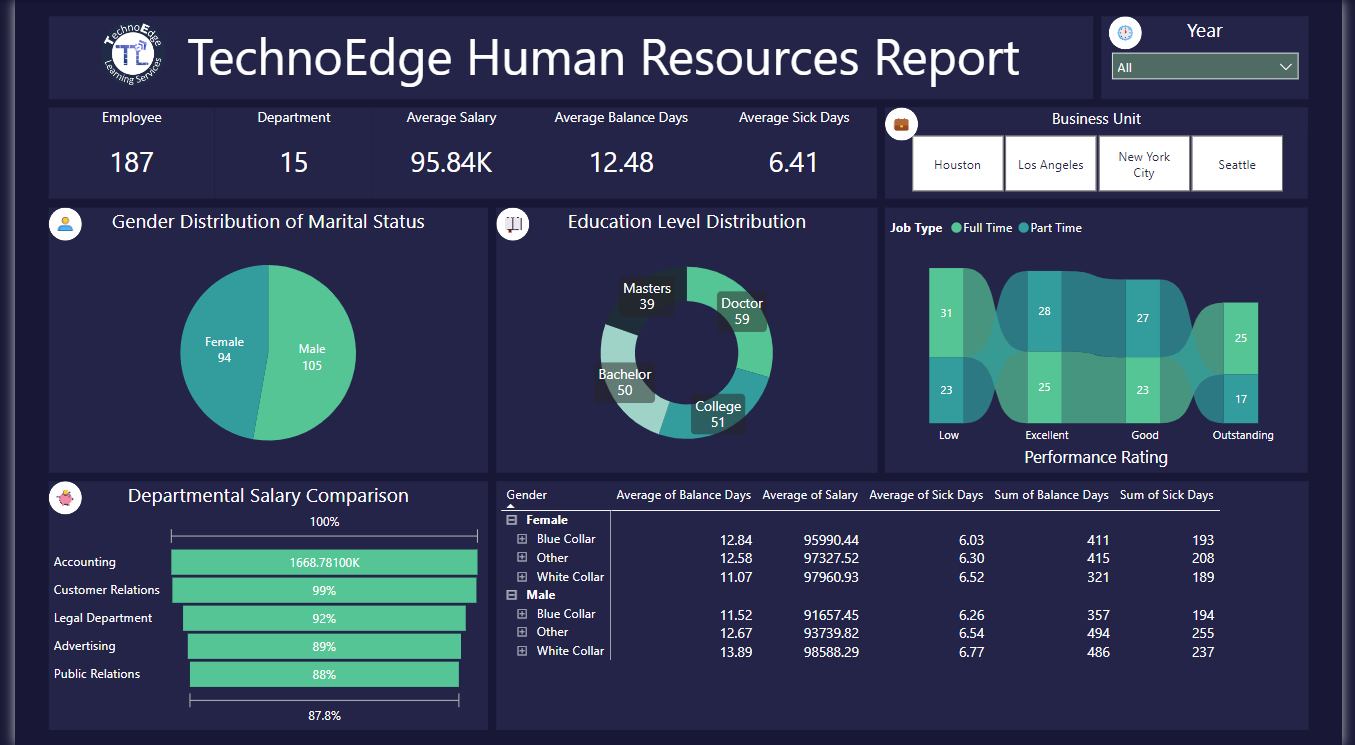 TechnoEdge
TL
Learning Services
TechnoEdge Human Resources Report
Year
All
Employee
187
Department
15
Average Salary
95.84K
Average Balance Days
12.48
Average Sick Days
6.41
Business Unit
Houston
Los Angeles
New York
City
Seattle
Gender Distribution of Marital Status
Female
94
Male
105
Education Level Distribution
Masters
39
Doctor
59
Bachelor
50
College
51
Job Type Full Time Part Time
31
28
27
25
23
25
23
17
Low Excellent Good Outstanding
Performance Rating
Departmental Salary Comparison
100%
Accounting 1668.78100K
Customer Relations 99%
Legal Department 92%
Advertising 89%
Public Relations 88%
87.8%
Gender Average of Balance Days Average of Salary Average of Sick Days Sum of Balance Days Sum of Sick Days
Female
Blue Collar 12.84 95990.44 6.03 411 193
Other 12.58 97327.52 6.30 415 208
White Collar 11.07 97960.93 6.52 321 189
Male
Blue Collar 11.52 91657.45 6.26 357 194
Other 12.67 93739.82 6.54 494 255
White Collar 13.89 98588.29 6.77 486 237